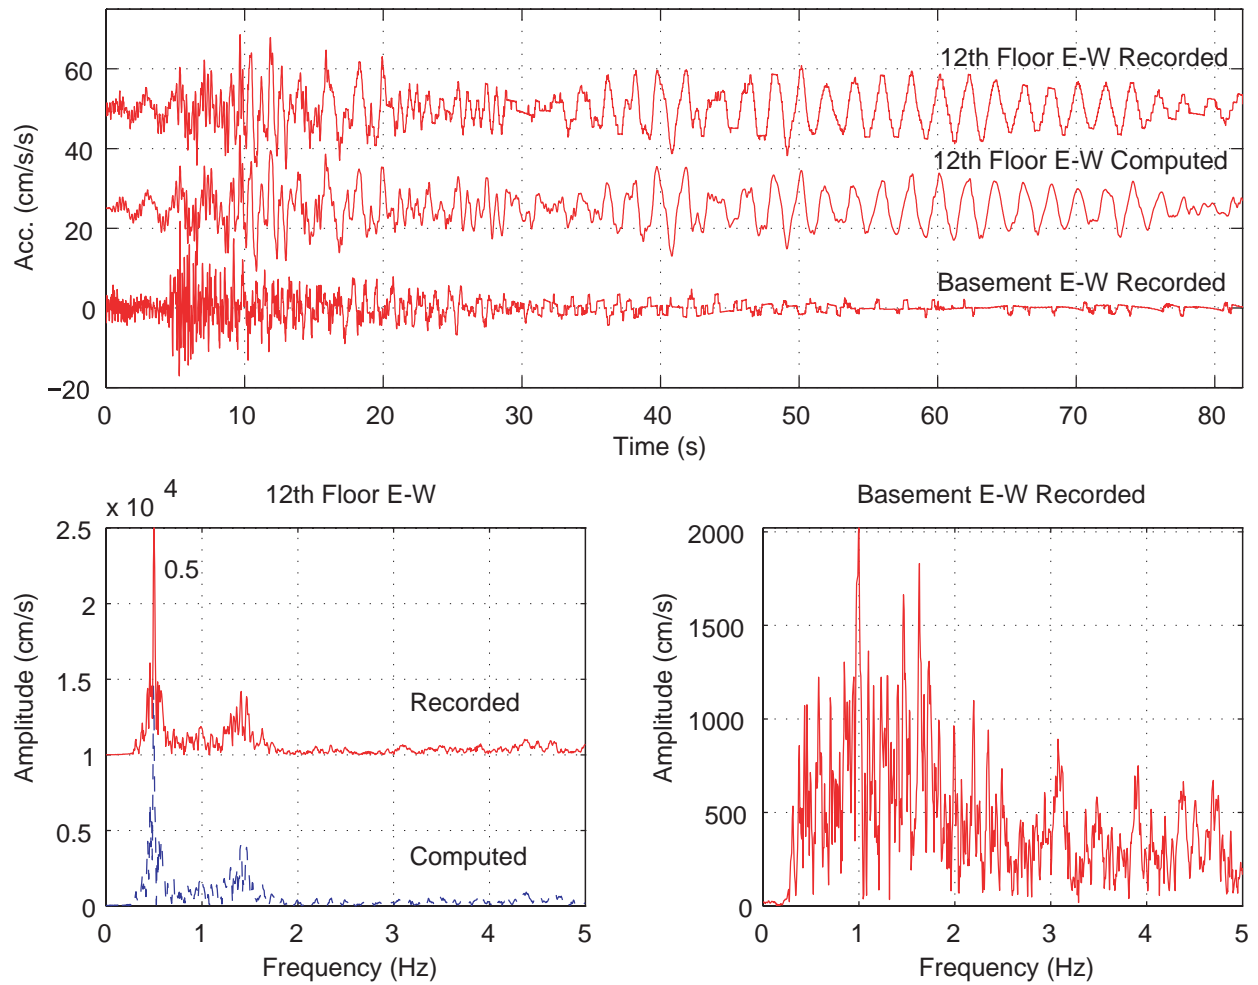 60
40
20
0
−20
Acc. (cm/s/s)
12th Floor E-W Recorded
12th Floor E-W Computed
Basement E-W Recorded
0 10 20 30 40 50 60 70 80
Time (s)
x 10 4
12th Floor E-W
2.5
2
1.5
1
0.5
0
Amplitude (cm/s)
0.5
Recorded
Computed
0 1 2 3 4 5
Frequency (Hz)
Basement E-W Recorded
2000
1500
1000
500
0
Amplitude (cm/s)
0 1 2 3 4 5
Frequency (Hz)